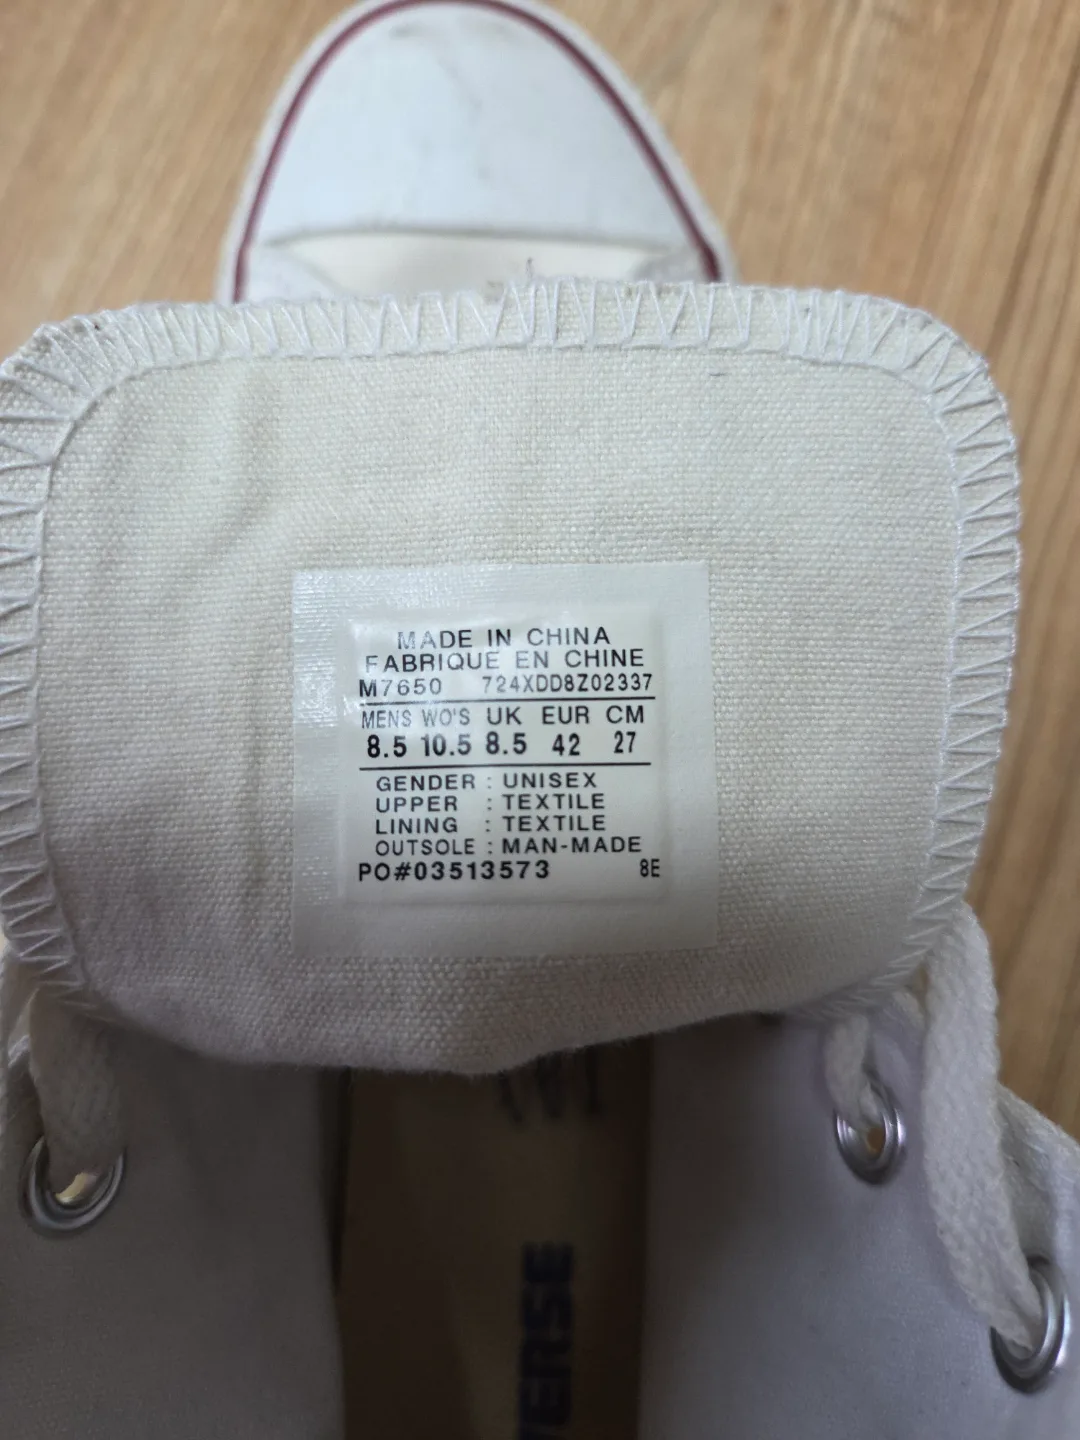 MADE IN CHINA
FABRIQUE EN CHINE
M7650 724XDD8Z02337
MENS WO'S UK EUR CM
8.5 10.5 8.5 42 27
GENDER : UNISEX
UPPER : TEXTILE
LINING : TEXTILE
OUTSOLE : MAN-MADE
PO#03513573 8E
VERSE